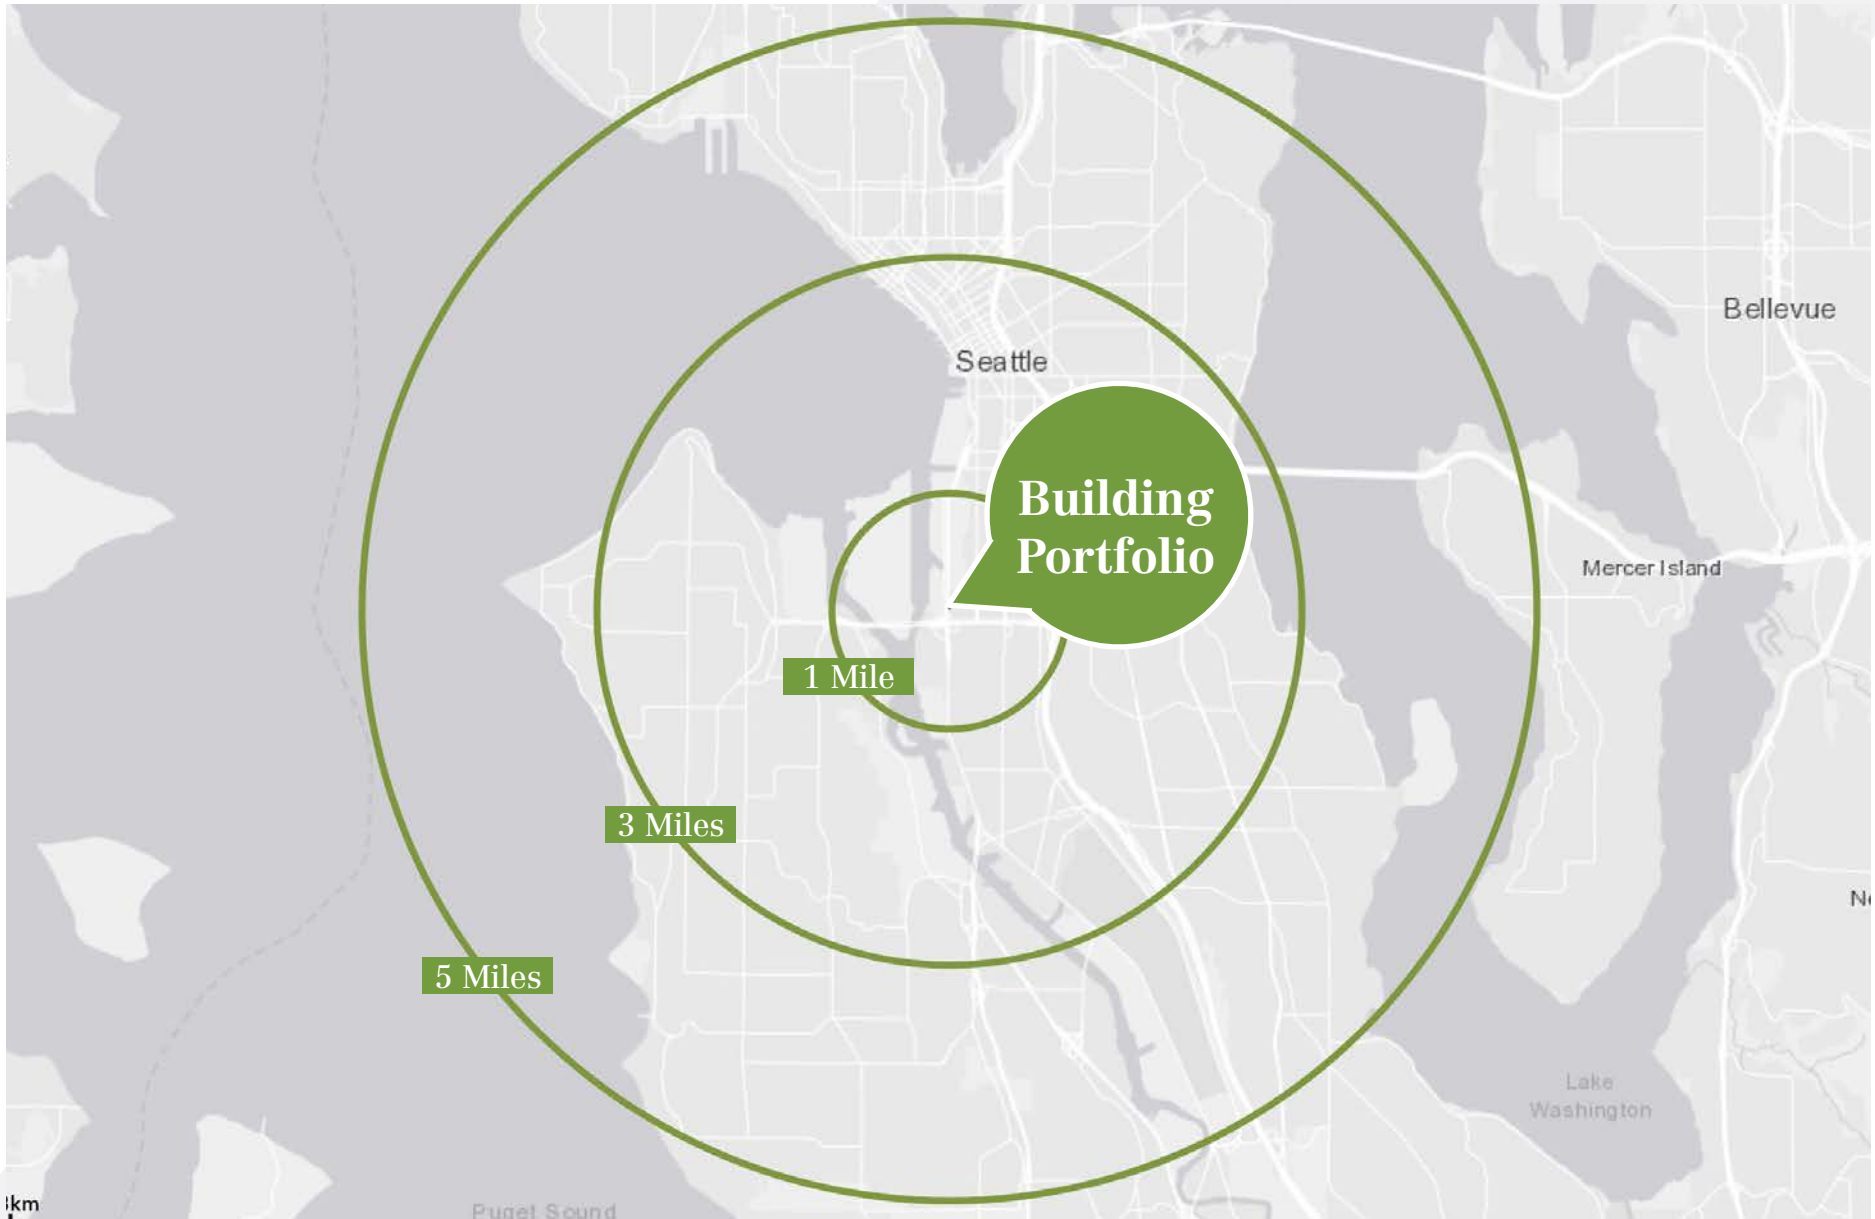 Bellevue
Seattle
Building
Portfolio
Mercer Island
1 Mile
3 Miles
5 Miles
Lake
Washington
km
Puget Sound